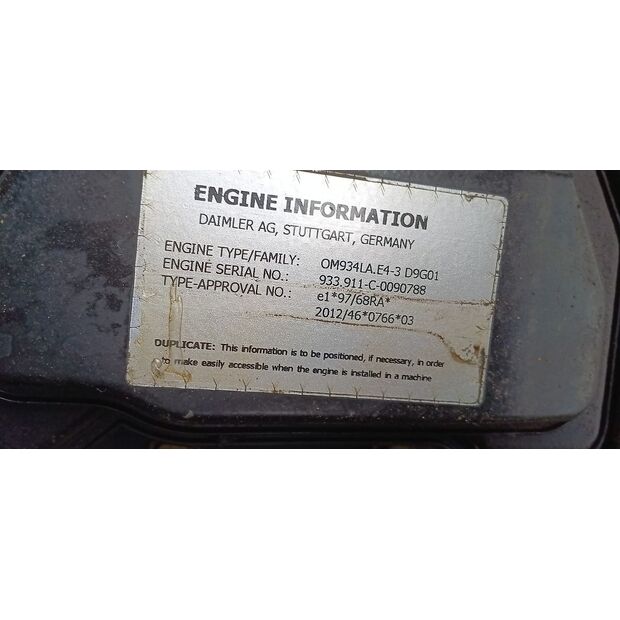 ENGINE INFORMATION
DAIMLER AG, STUTTGART, GERMANY
ENGINE TYPE/FAMILY: OM934LA.E4-3 D9G01
ENGINE SERIAL NO.: 933.911-C-0090788
TYPE-APPROVAL NO.: e1*97/68RA*
2012/46*0766*03
DUPLICATE: This information is to be positioned, if necessary, in order
to make easily accessible when the engine is installed in a machine